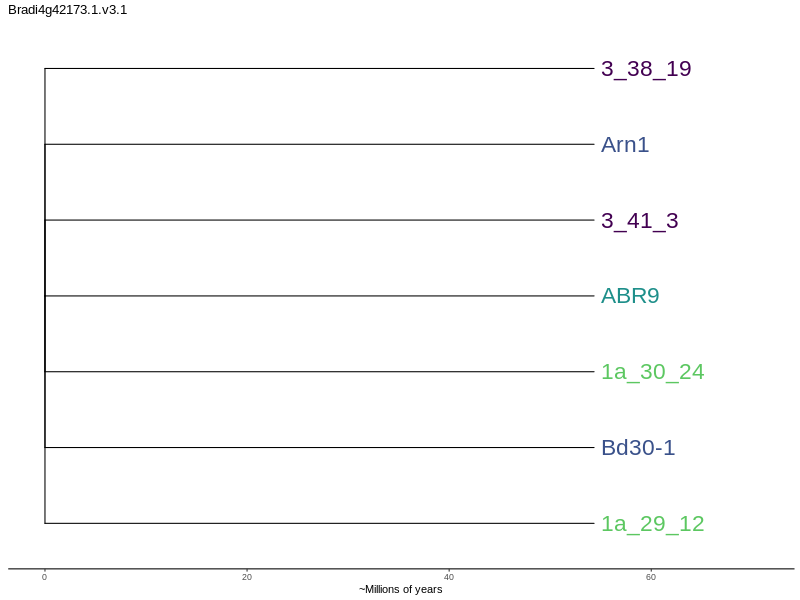 Bradi4g42173.1.v3.1
3_38_19
Arn1
3_41_3
ABR9
1a_30_24
Bd30-1
1a_29_12
0 20 40 60
~Millions of years